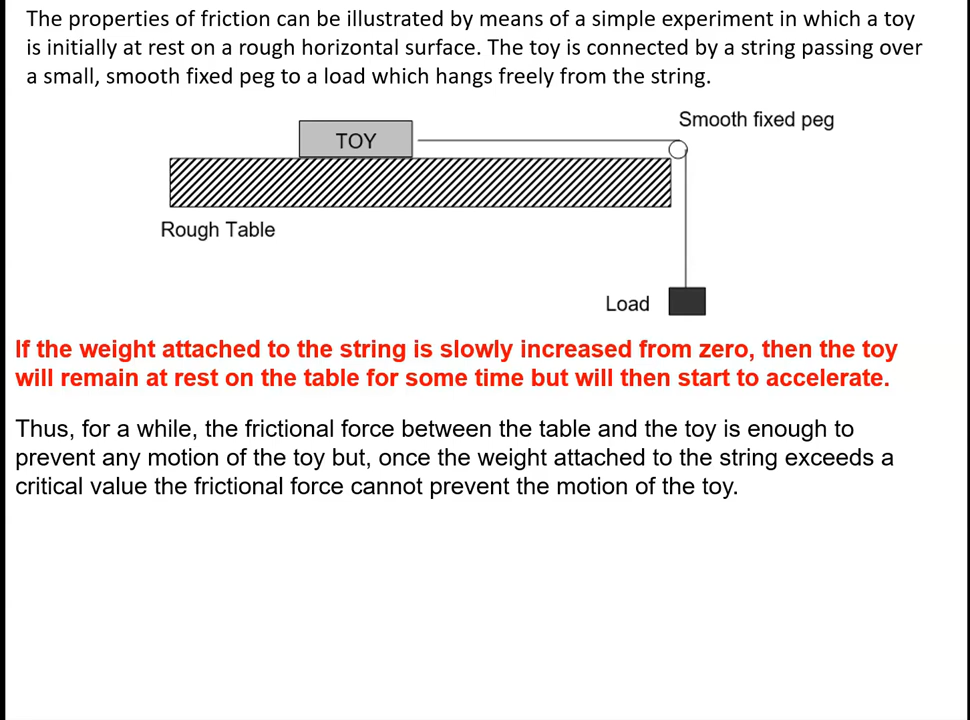 The properties of friction can be illustrated by means of a simple experiment in which a toy
is initially at rest on a rough horizontal surface. The toy is connected by a string passing over
a small, smooth fixed peg to a load which hangs freely from the string.
Smooth fixed peg
TOY
Rough Table
Load
If the weight attached to the string is slowly increased from zero, then the toy
will remain at rest on the table for some time but will then start to accelerate.
Thus, for a while, the frictional force between the table and the toy is enough to
prevent any motion of the toy but, once the weight attached to the string exceeds a
critical value the frictional force cannot prevent the motion of the toy.